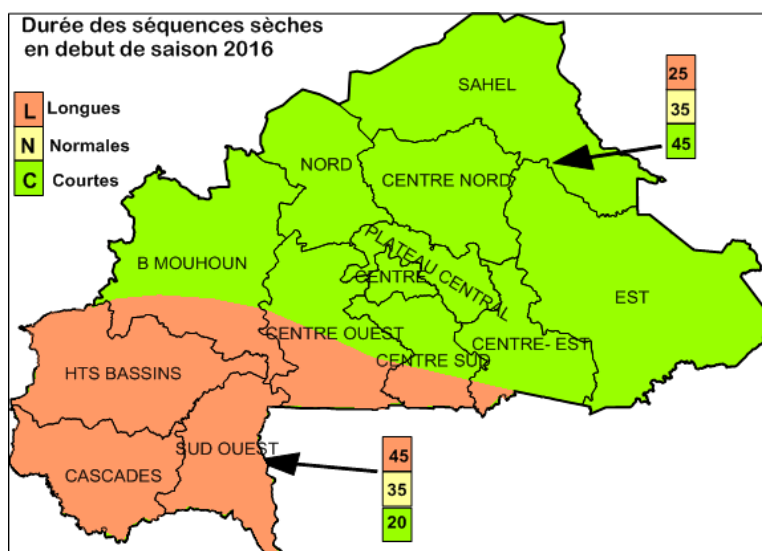 Durée des séquences sèches
en debut de saison 2016
L Longues
N Normales
C Courtes
25
35
45
SAHEL
NORD
CENTRE NORD
PLATEAU CENTRAL
B MOUHOUN
CENTRE
EST
CENTRE OUEST
CENTRE- EST
CENTRE SUD
HTS BASSINS
SUD OUEST
CASCADES
45
35
20